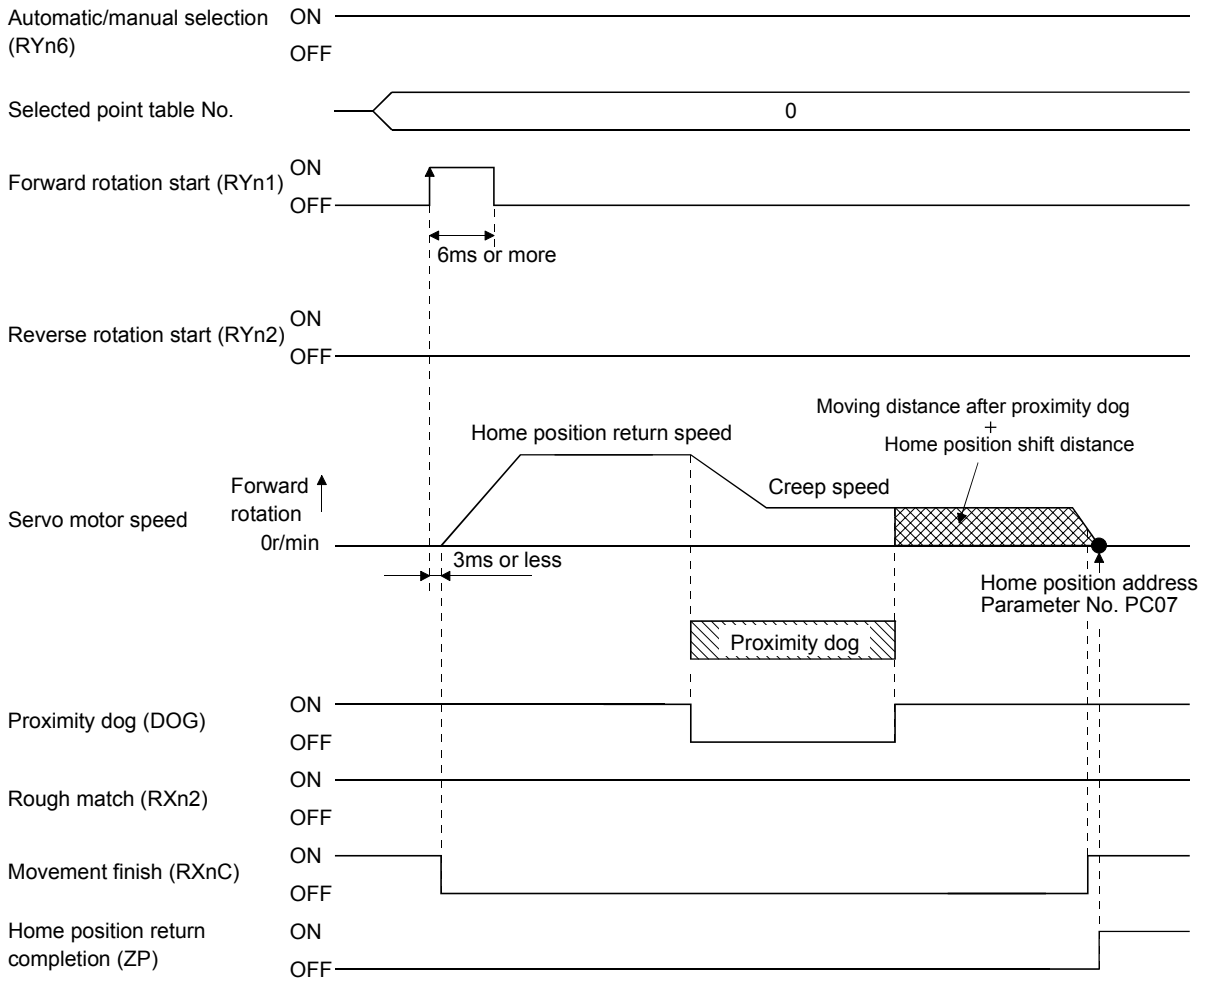 Automatic/manual selection
(RYn6)
ON
OFF
Selected point table No.
0
Forward rotation start (RYn1)
ON
OFF
6ms or more
Reverse rotation start (RYn2)
ON
OFF
Moving distance after proximity dog
+
Home position shift distance
Home position return speed
Creep speed
Servo motor speed
Forward
rotation
0r/min
3ms or less
Home position address
Parameter No. PC07
Proximity dog
Proximity dog (DOG)
ON
OFF
Rough match (RXn2)
ON
OFF
Movement finish (RXnC)
ON
OFF
Home position return
completion (ZP)
ON
OFF